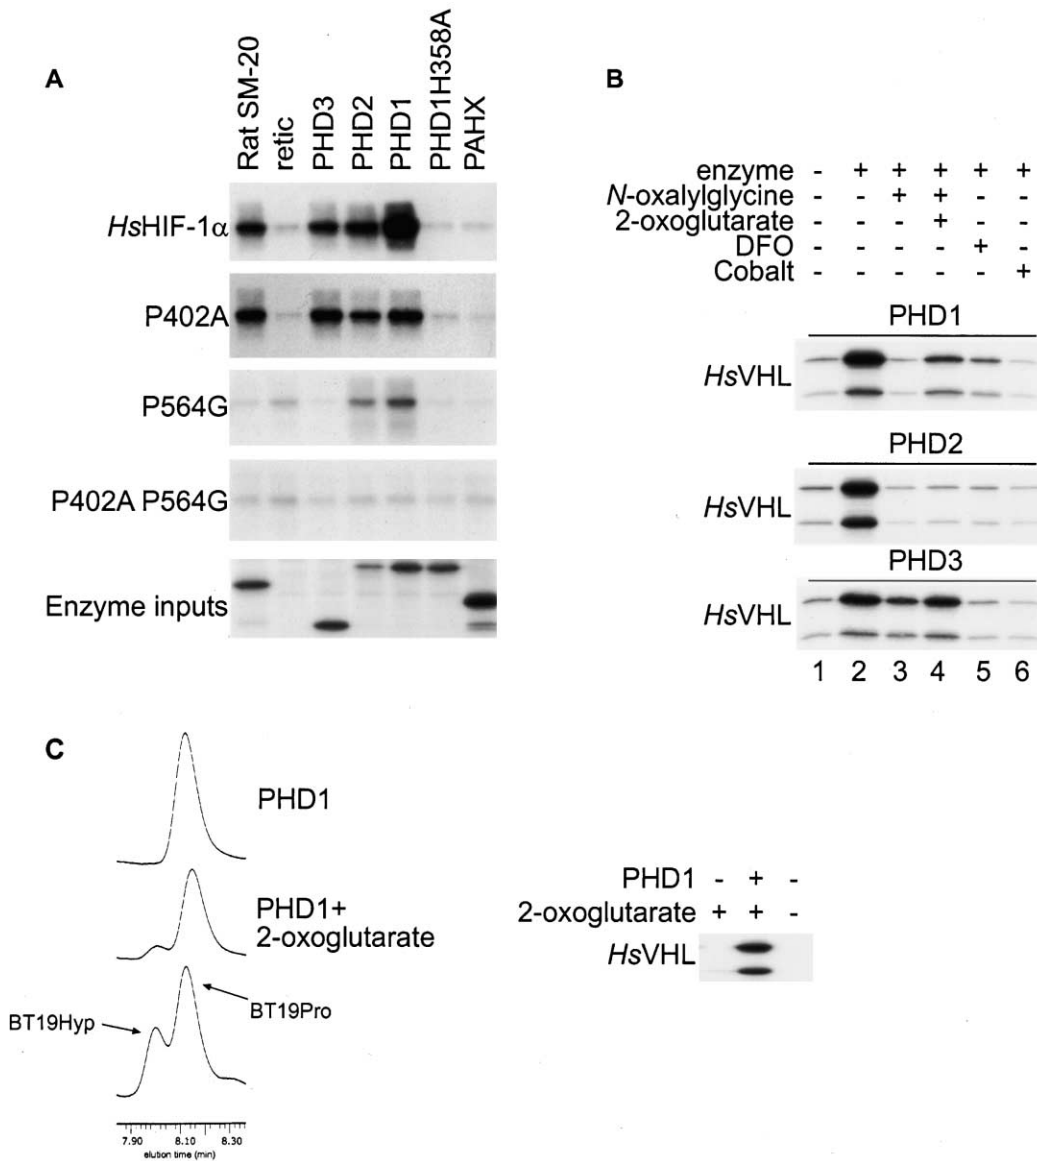 A
Rat SM-20
retic
PHD3
PHD2
PHD1
PHD1H358A
PAHX
HsHIF-1α
P402A
P564G
P402A P564G
Enzyme inputs
B
enzyme - + + + + +
N-oxalylglycine - - + + - -
2-oxoglutarate - - - + - -
DFO - - - - + -
Cobalt - - - - - +
PHD1
HsVHL
PHD2
HsVHL
PHD3
HsVHL
1 2 3 4 5 6
C
PHD1
PHD1+
2-oxoglutarate
BT19Hyp
BT19Pro
7.90 8.10 8.30
elution time (min)
PHD1 - + -
2-oxoglutarate + + -
HsVHL